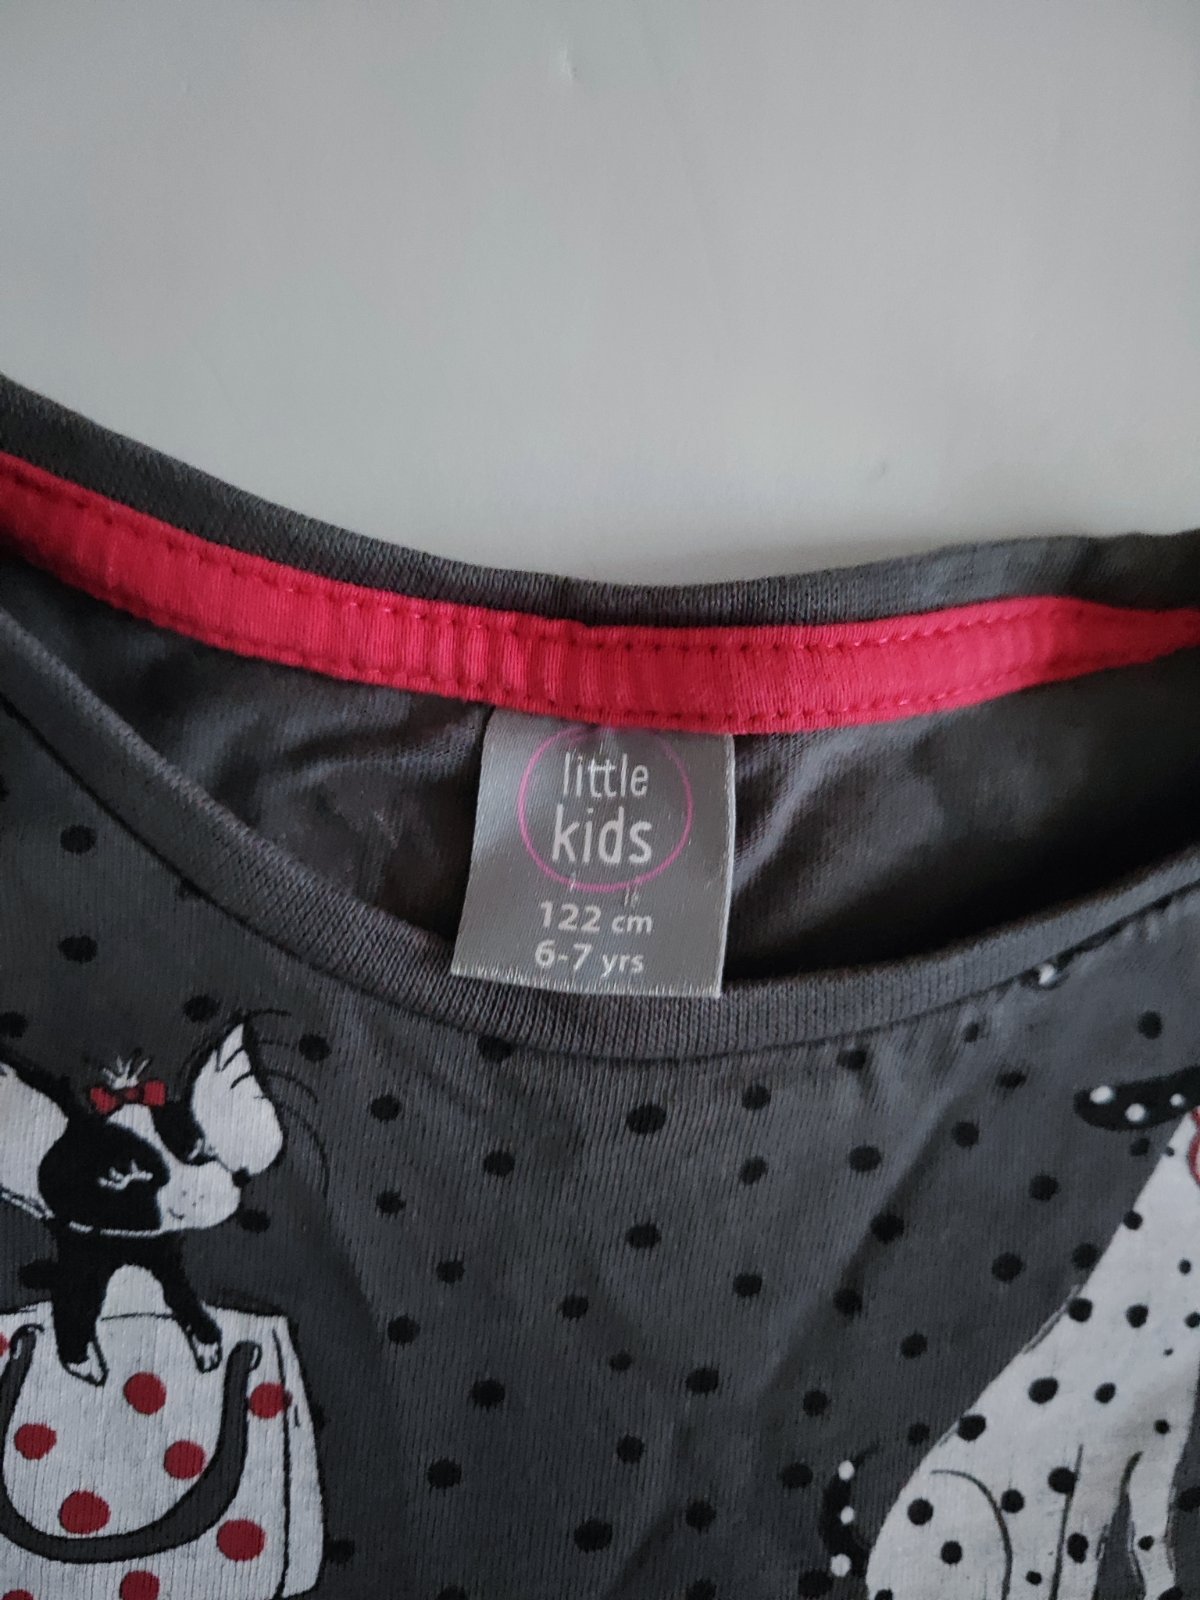 little
kids
122 cm
6-7 yrs